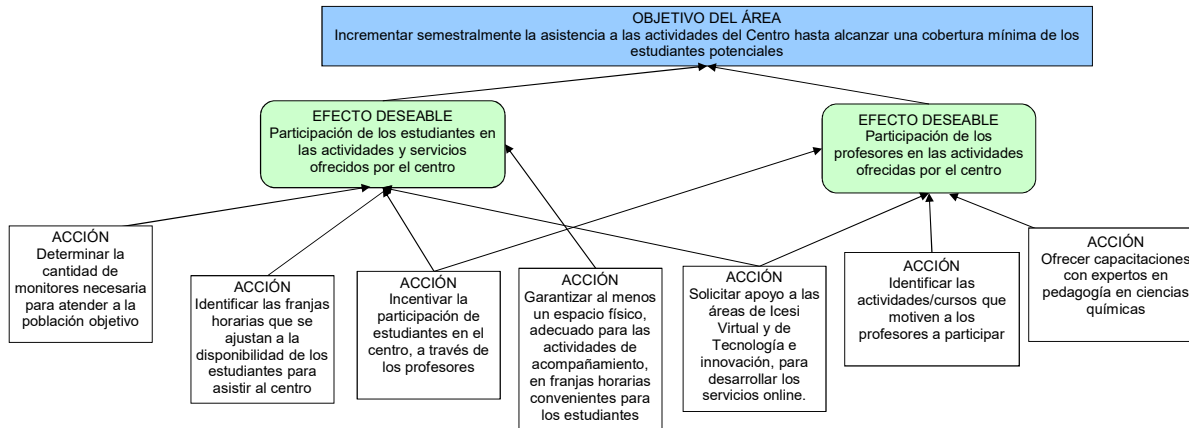 OBJETIVO DEL ÁREA
Incrementar semestralmente la asistencia a las actividades del Centro hasta alcanzar una cobertura mínima de los
estudiantes potenciales
EFECTO DESEABLE
Participación de los estudiantes en
las actividades y servicios
ofrecidos por el centro
EFECTO DESEABLE
Participación de los
profesores en las actividades
ofrecidas por el centro
ACCIÓN
Determinar la
cantidad de
monitores necesaria
para atender a la
población objetivo
ACCIÓN
Identificar las franjas
horarias que se
ajustan a la
disponibilidad de los
estudiantes para
asistir al centro
ACCIÓN
Incentivar la
participación de
estudiantes en el
centro, a través de
los profesores
ACCIÓN
Garantizar al menos
un espacio físico,
adecuado para las
actividades de
acompañamiento,
en franjas horarias
convenientes para
los estudiantes
ACCIÓN
Solicitar apoyo a las
áreas de Icesi
Virtual y de
Tecnología e
innovación, para
desarrollar los
servicios online.
ACCIÓN
Identificar las
actividades/cursos que
motiven a los
profesores a participar
ACCIÓN
Ofrecer capacitaciones
con expertos en
pedagogía en ciencias
químicas